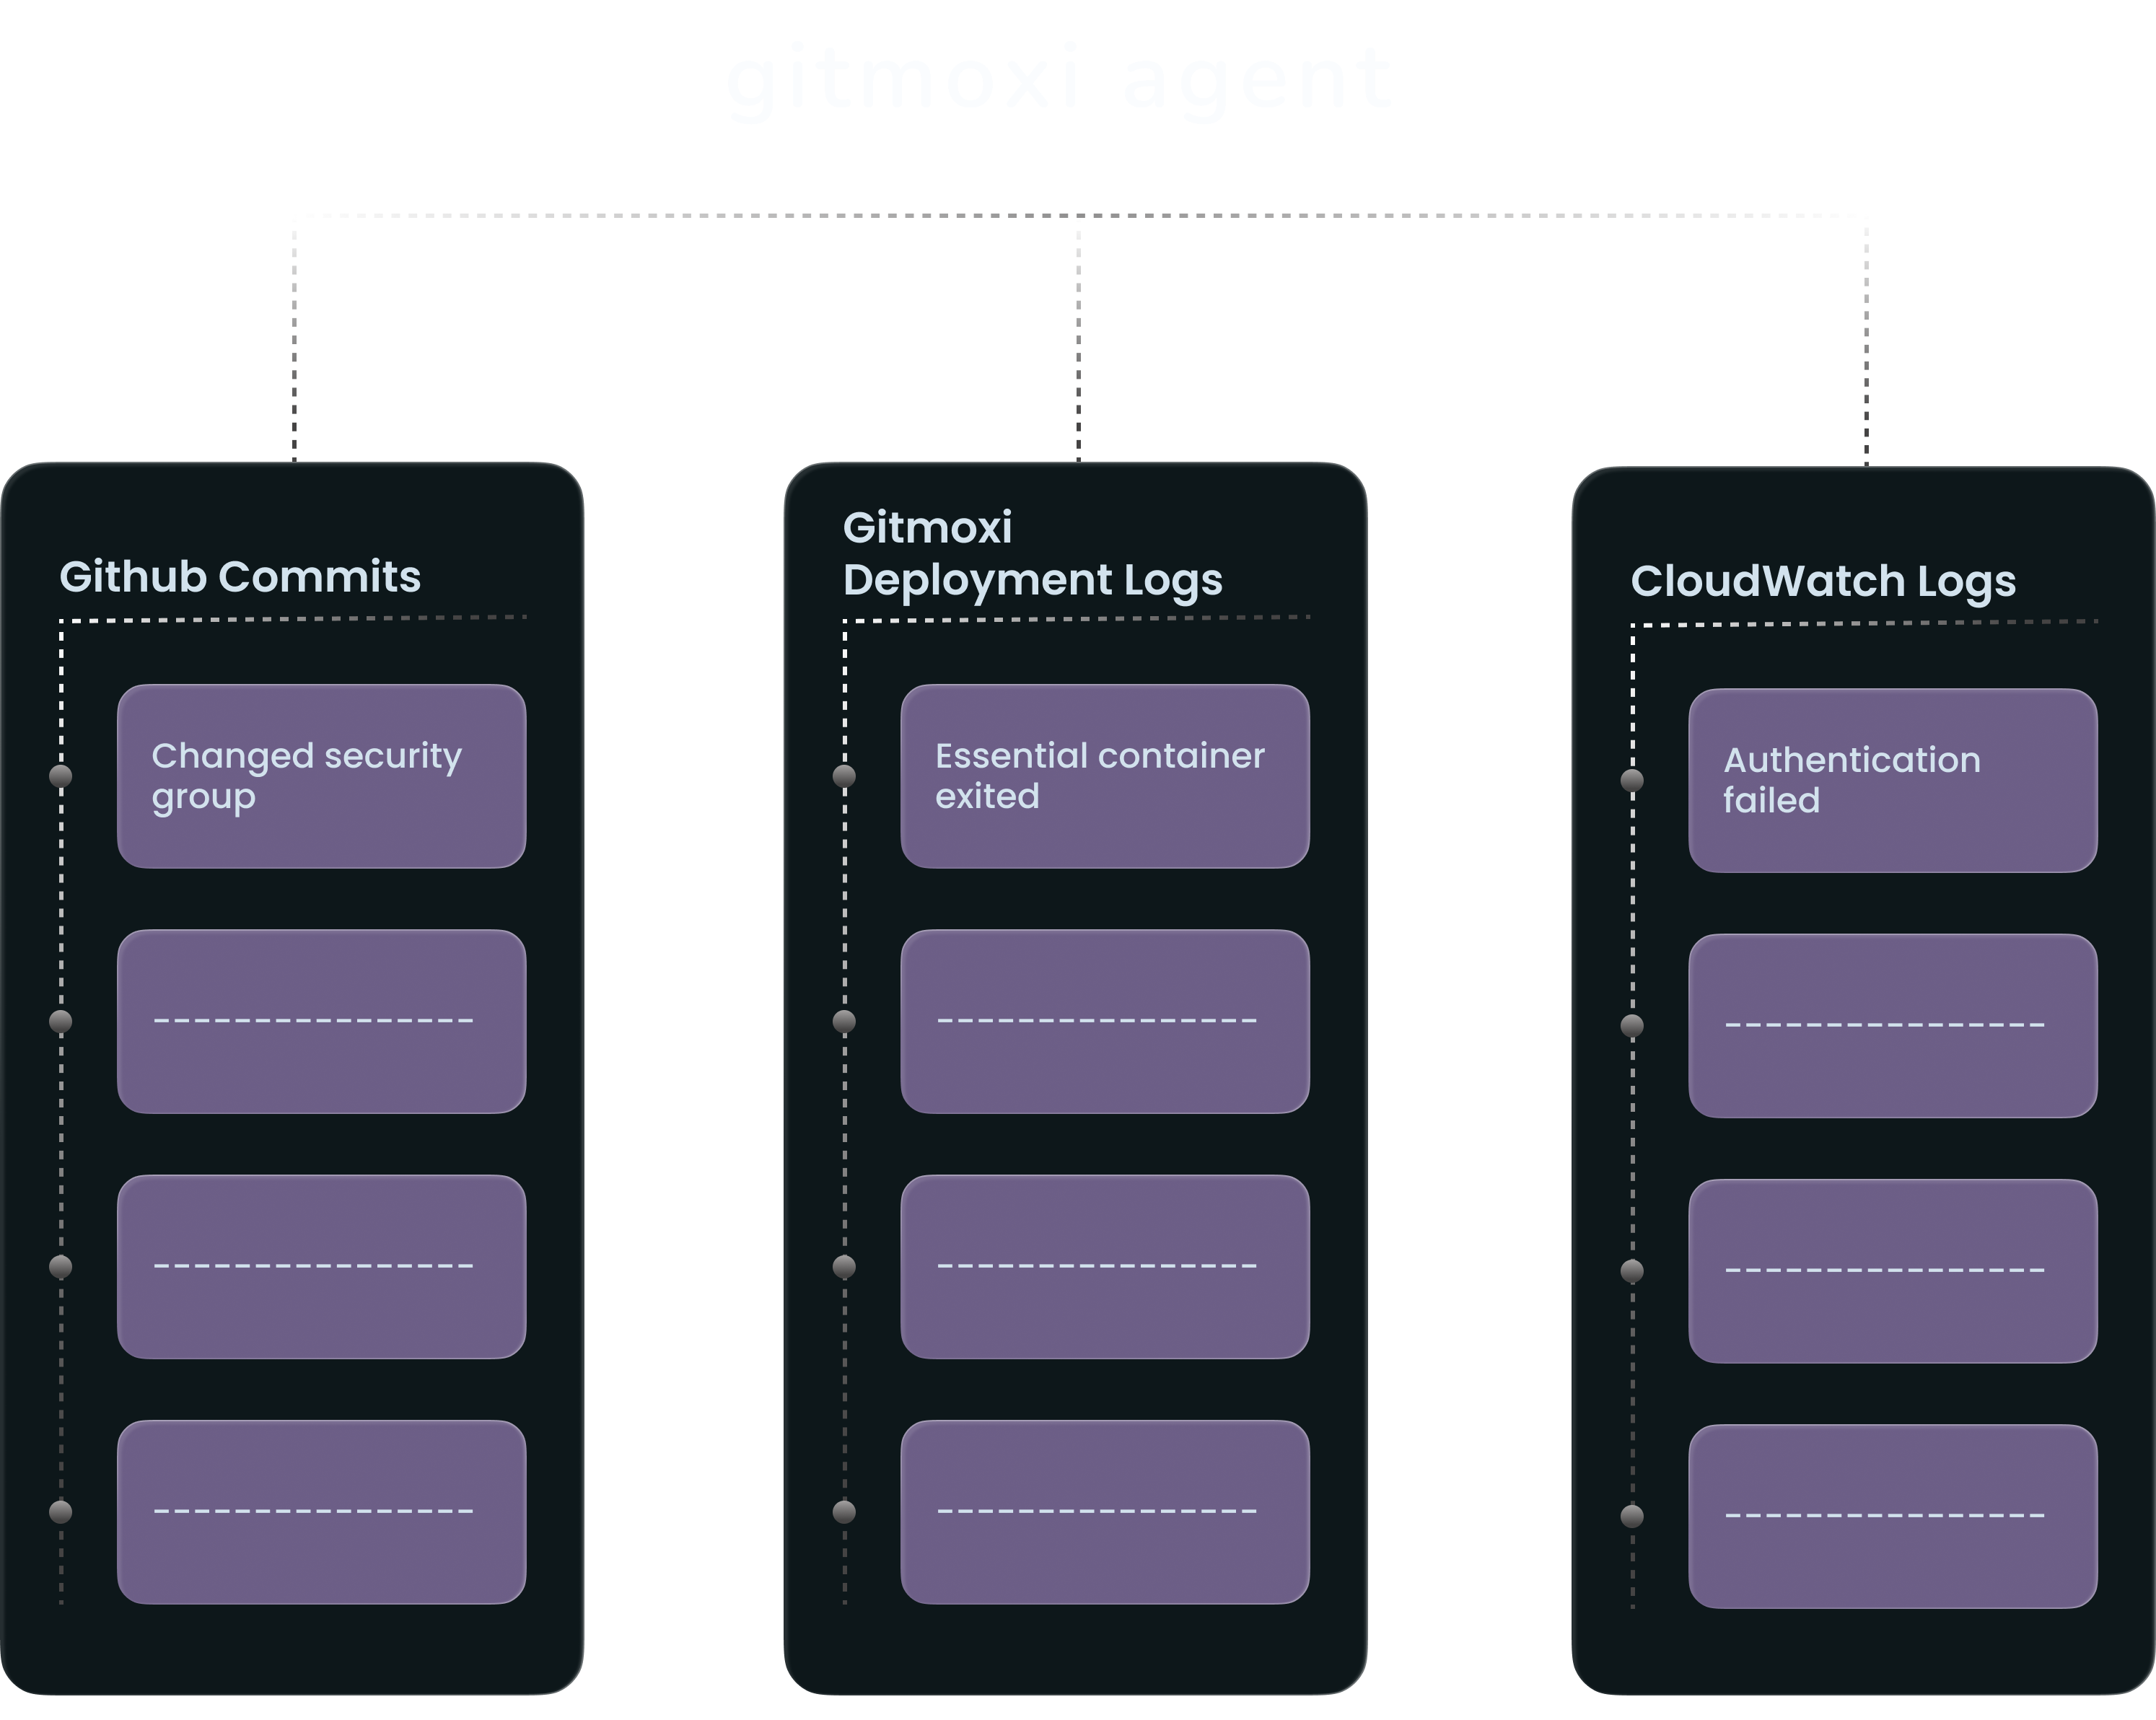 gitmoxi agent
Github Commits
Changed security
group
Gitmoxi
Deployment Logs
Essential container
exited
CloudWatch Logs
Authentication
failed